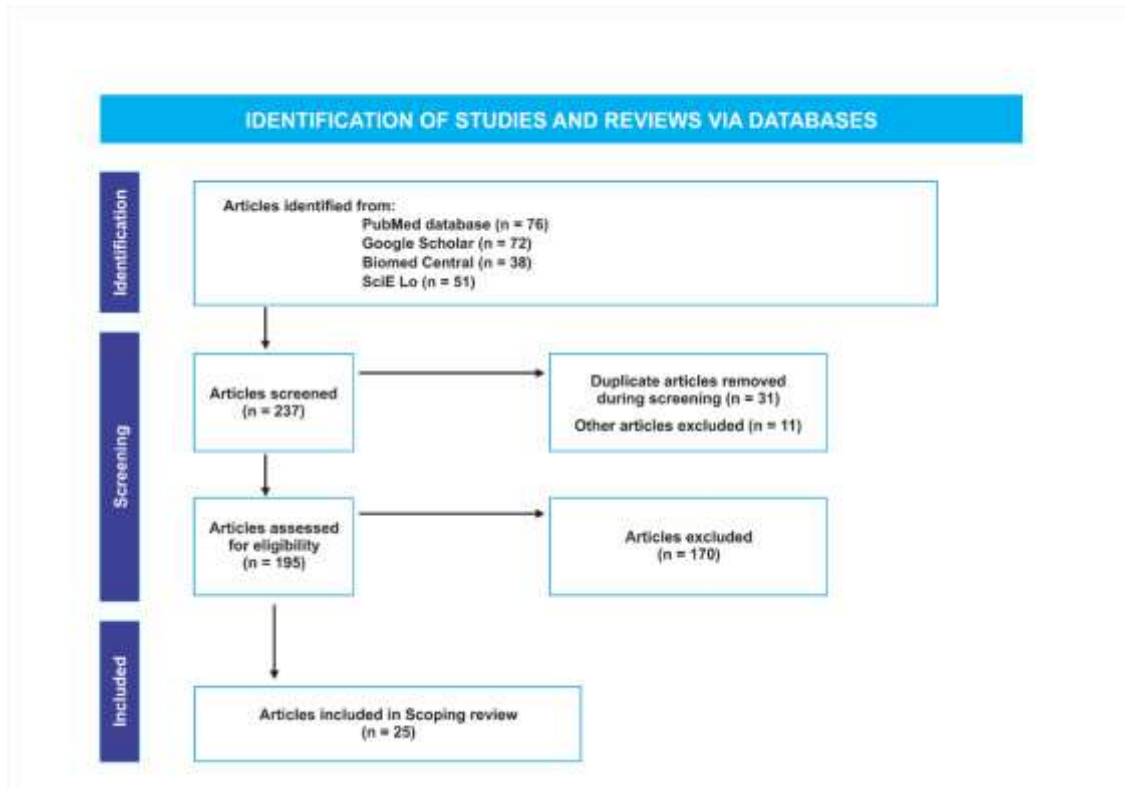 IDENTIFICATION OF STUDIES AND REVIEWS VIA DATABASES
Identification
Articles identified from:
PubMed database (n = 76)
Google Scholar (n = 72)
Biomed Central (n = 38)
SciE Lo (n = 51)
Screening
Articles screened
(n = 237)
Duplicate articles removed
during screening (n = 31)
Other articles excluded (n = 11)
Articles assessed
for eligibility
(n = 195)
Articles excluded
(n = 170)
Included
Articles included in Scoping review
(n = 25)